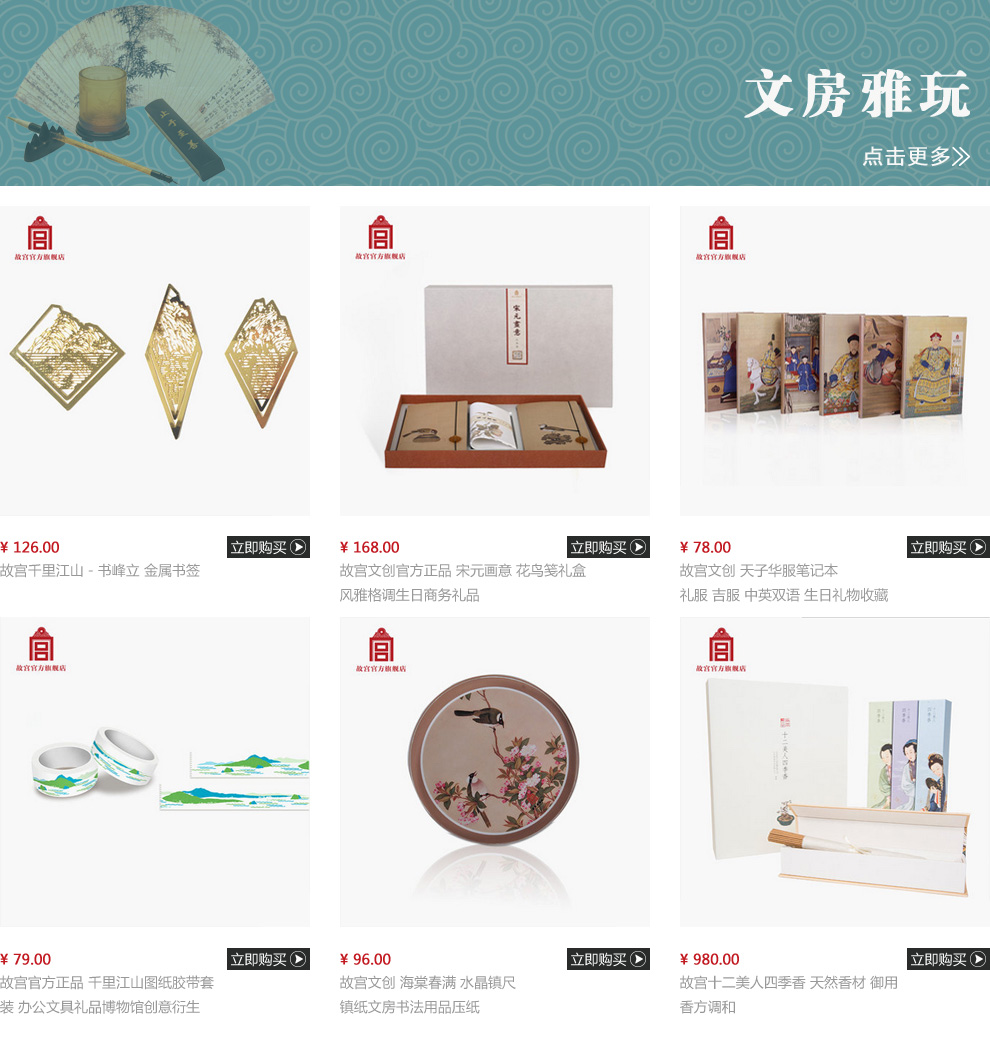 文房雅玩
点击更多
故宫官方旗舰店
故宫官方旗舰店
宋元畫意
故宫官方旗舰店
¥ 126.00
立即购买
故宫千里江山 - 书峰立 金属书签
¥ 168.00
立即购买
故宫文创官方正品 宋元画意 花鸟笺礼盒
风雅格调生日商务礼品
¥ 78.00
立即购买
故宫文创 天子华服笔记本
礼服 吉服 中英双语 生日礼物收藏
故宫官方旗舰店
故宫官方旗舰店
故宫官方旗舰店
十二美人四季香
¥ 79.00
立即购买
故宫官方正品 千里江山图纸胶带套
装 办公文具礼品博物馆创意衍生
¥ 96.00
立即购买
故宫文创 海棠春满 水晶镇尺
镇纸文房书法用品压纸
¥ 980.00
立即购买
故宫十二美人四季香 天然香材 御用
香方调和